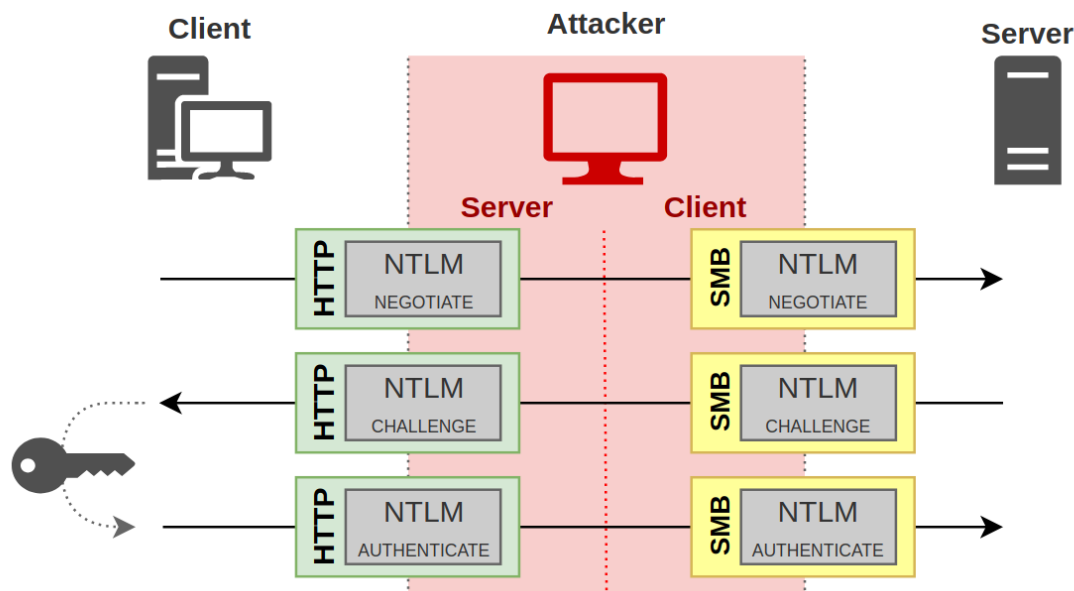 Client
Attacker
Server
Server
Client
HTTP
NTLM
NEGOTIATE
SMB
NTLM
NEGOTIATE
HTTP
NTLM
CHALLENGE
SMB
NTLM
CHALLENGE
HTTP
NTLM
AUTHENTICATE
SMB
NTLM
AUTHENTICATE